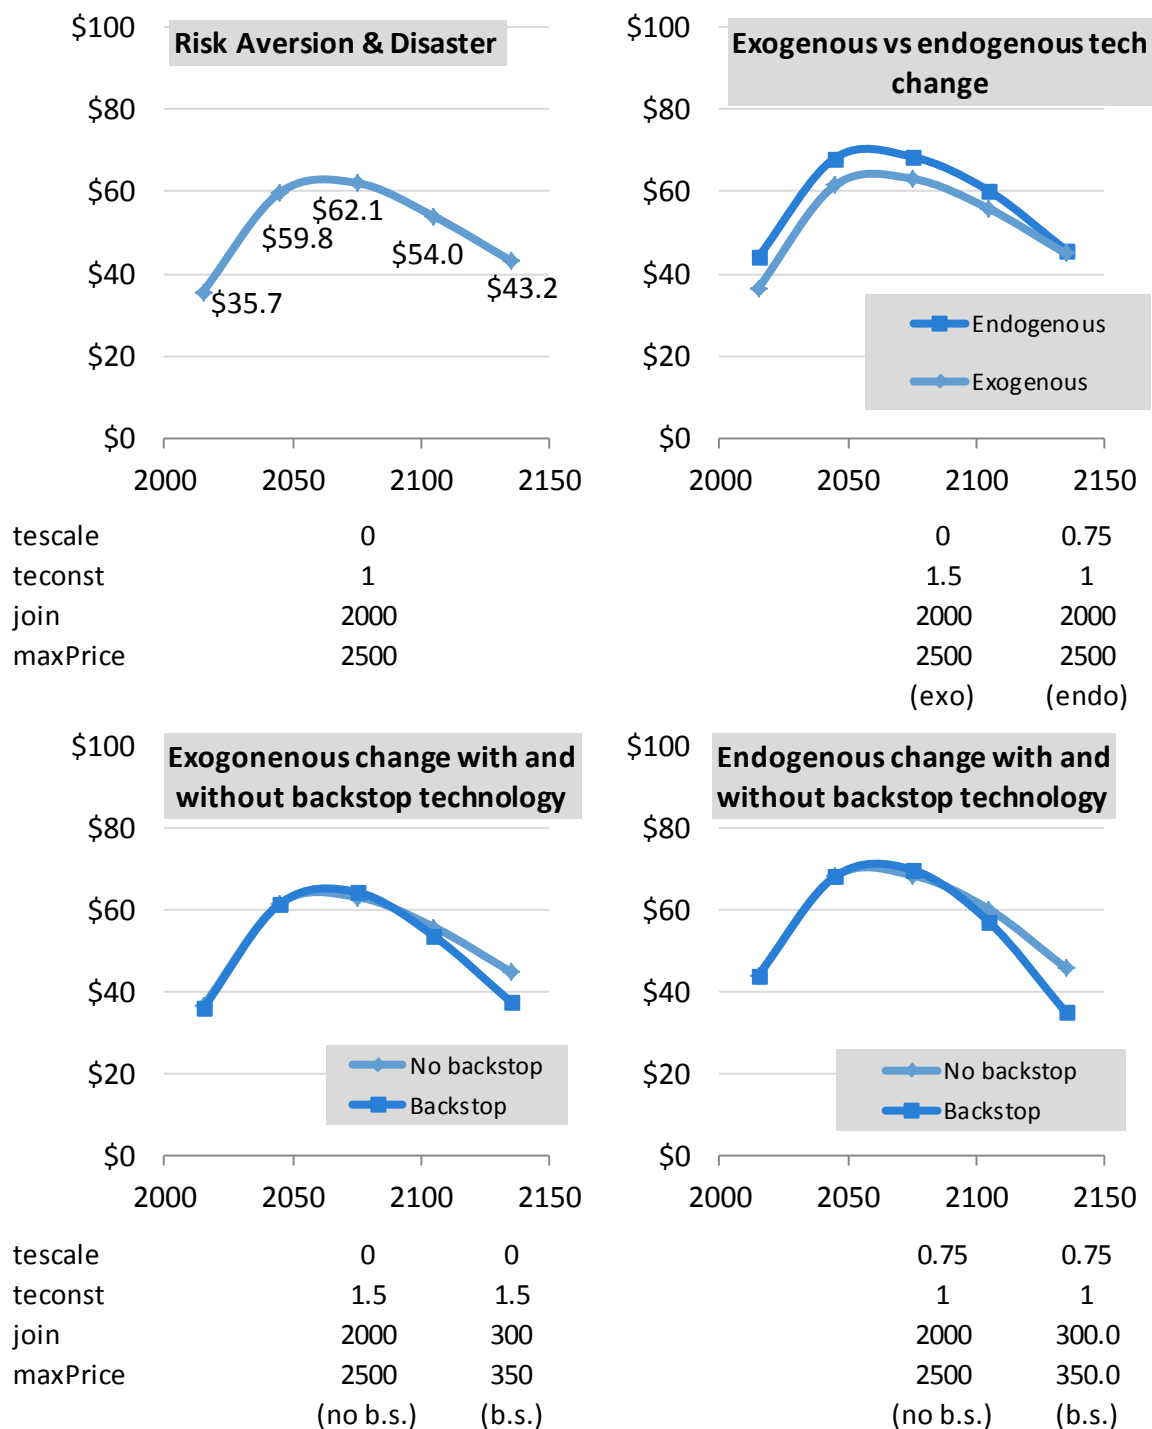 Risk Aversion & Disaster
$100
$80
$60
$40
$20
$0
$35.7
$59.8
$62.1
$54.0
$43.2
2000 2050 2100 2150
Exogenous vs endogenous tech
change
$100
$80
$60
$40
$20
$0
Endogenous
Exogenous
2000 2050 2100 2150
tescale 0 0 0.75
teconst 1 1.5 1
join 2000 2000 2000
maxPrice 2500 2500 2500
(exo) (endo)
Exogonenous change with and
without backstop technology
$100
$80
$60
$40
$20
$0
No backstop
Backstop
2000 2050 2100 2150
Endogenous change with and
without backstop technology
$100
$80
$60
$40
$20
$0
No backstop
Backstop
2000 2050 2100 2150
tescale 0 0 0.75 0.75
teconst 1.5 1.5 1 1
join 2000 300 2000 300.0
maxPrice 2500 350 2500 350.0
(no b.s.) (b.s.) (no b.s.) (b.s.)